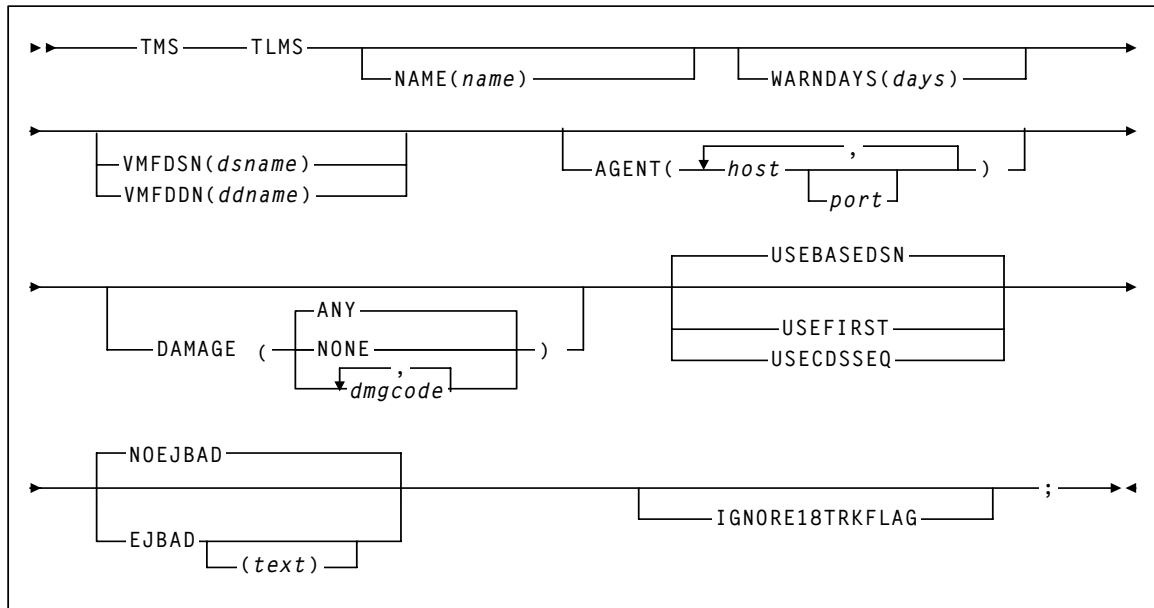 TMS TLMS
NAME(name) WARNDAYS(days)
VMFDSN(dsname)
VMFDDN(ddname)
AGENT( host , )
port
DAMAGE ( ANY )
NONE
,
dmgcode
USEBASEDSN
USEFIRST
USECDSSEQ
NOEJBAD
EJBAD
(text)
IGNORE18TRKFLAG ;